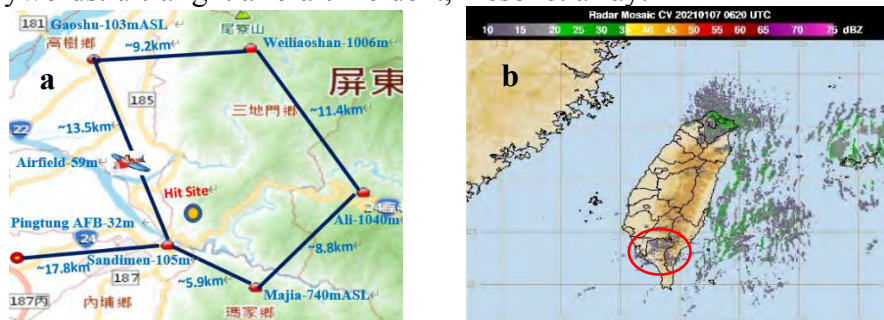 181 Gaoshu-103mASL
高樹鄉
~9.2km
尾寮山
Weiliaoshan-1006m
a
屏東
185
三地門鄉
~11.4km
22
~13.5km
Airfield-59m
Hit Site
Pingtung AFB-32m
24
Ali-1040m
~8.8km
~17.8km
Sandimen-105m
187
~5.9km
187丙
內埔鄉
Majia-740mASL
瑪家鄉
Radar Mosaic CV 20210107 0620 UTC
10 15 20 25 30 35 40 45 50 55 60 65 70 75 dBZ
b